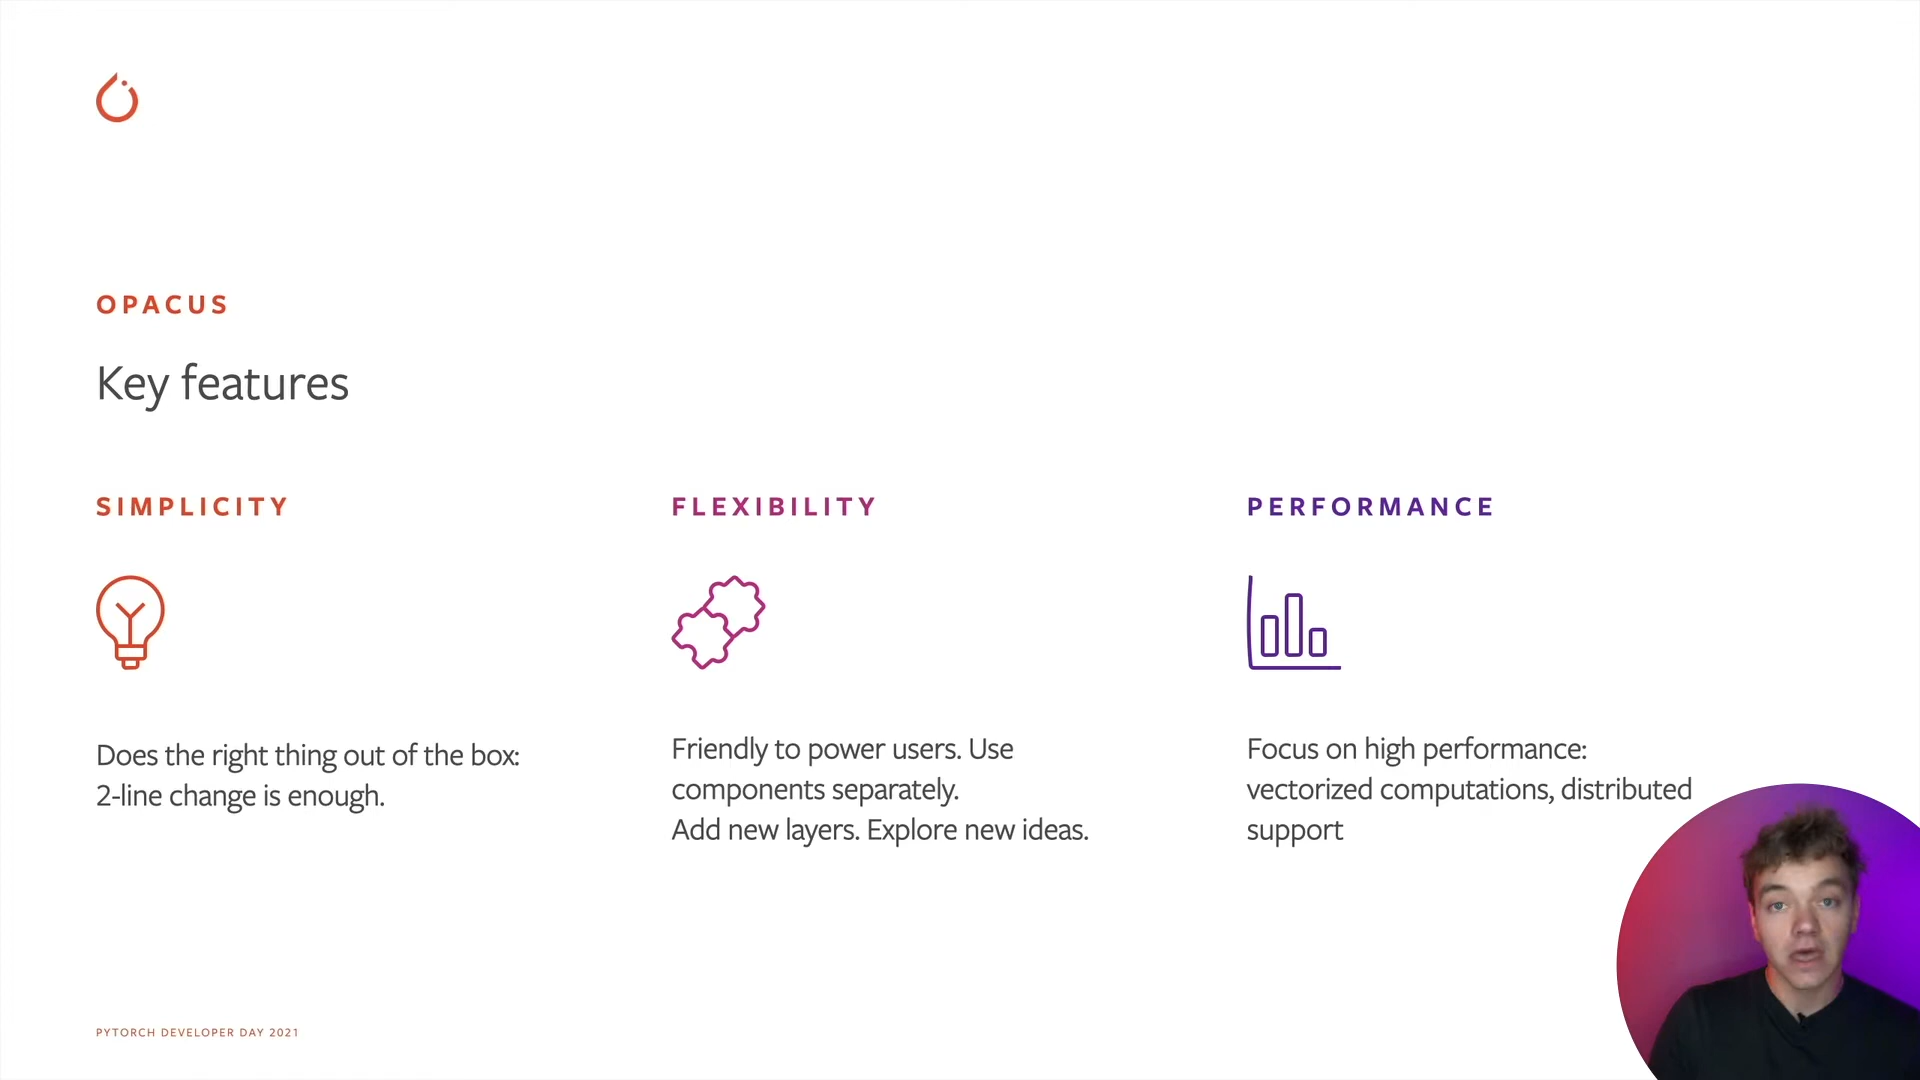 OPACUS
Key features
SIMPLICITY
Does the right thing out of the box:
2-line change is enough.
FLEXIBILITY
Friendly to power users. Use
components separately.
Add new layers. Explore new ideas.
PERFORMANCE
Focus on high performance:
vectorized computations, distributed
support
PYTORCH DEVELOPER DAY 2021